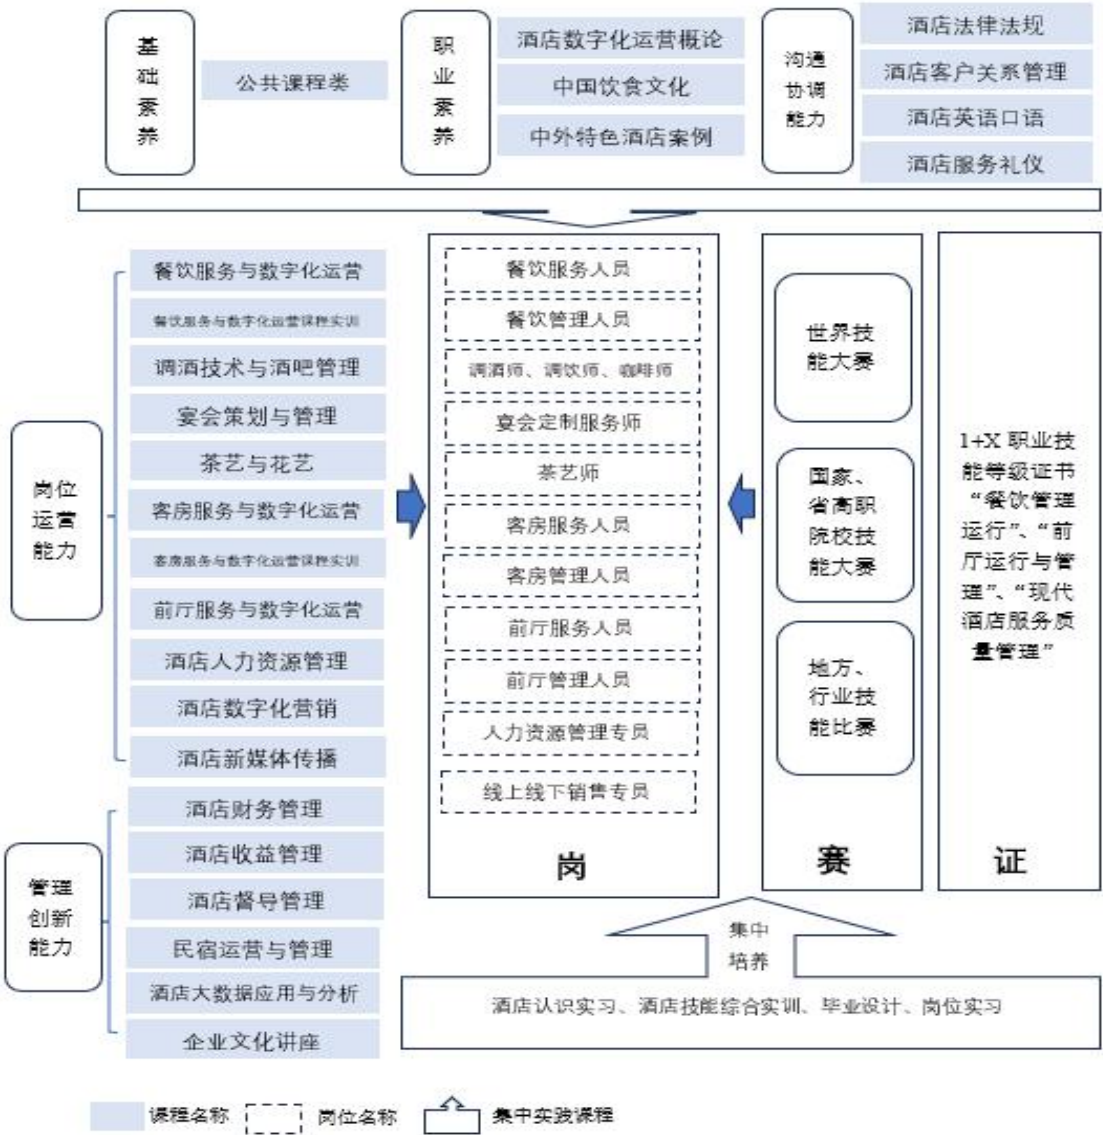 基
础
素
养
公共课程类
职
业
素
养
酒店数字化运营概论
中国饮食文化
中外特色酒店案例
沟通
协调
能力
酒店法律法规
酒店客户关系管理
酒店英语口语
酒店服务礼仪
岗位
运营
能力
餐饮服务与数字化运营
餐饮服务与数字化运营课程实训
调酒技术与酒吧管理
宴会策划与管理
茶艺与花艺
客房服务与数字化运营
客房服务与数字化运营课程实训
前厅服务与数字化运营
酒店人力资源管理
酒店数字化营销
酒店新媒体传播
管理
创新
能力
酒店财务管理
酒店收益管理
酒店督导管理
民宿运营与管理
酒店大数据应用与分析
企业文化讲座
餐饮服务人员
餐饮管理人员
调酒师、调饮师、咖啡师
宴会定制服务师
茶艺师
客房服务人员
客房管理人员
前厅服务人员
前厅管理人员
人力资源管理专员
线上线下销售专员
岗
世界技
能大赛
国家、
省高职
院校技
能大赛
地方、
行业技
能比赛
赛
1+X 职业技
能等级证书
“餐饮管理
运行”、“前
厅运行与管
理”、“现代
酒店服务质
量管理”
证
集中
培养
酒店认识实习、酒店技能综合实训、毕业设计、岗位实习
课程名称
岗位名称
集中实践课程